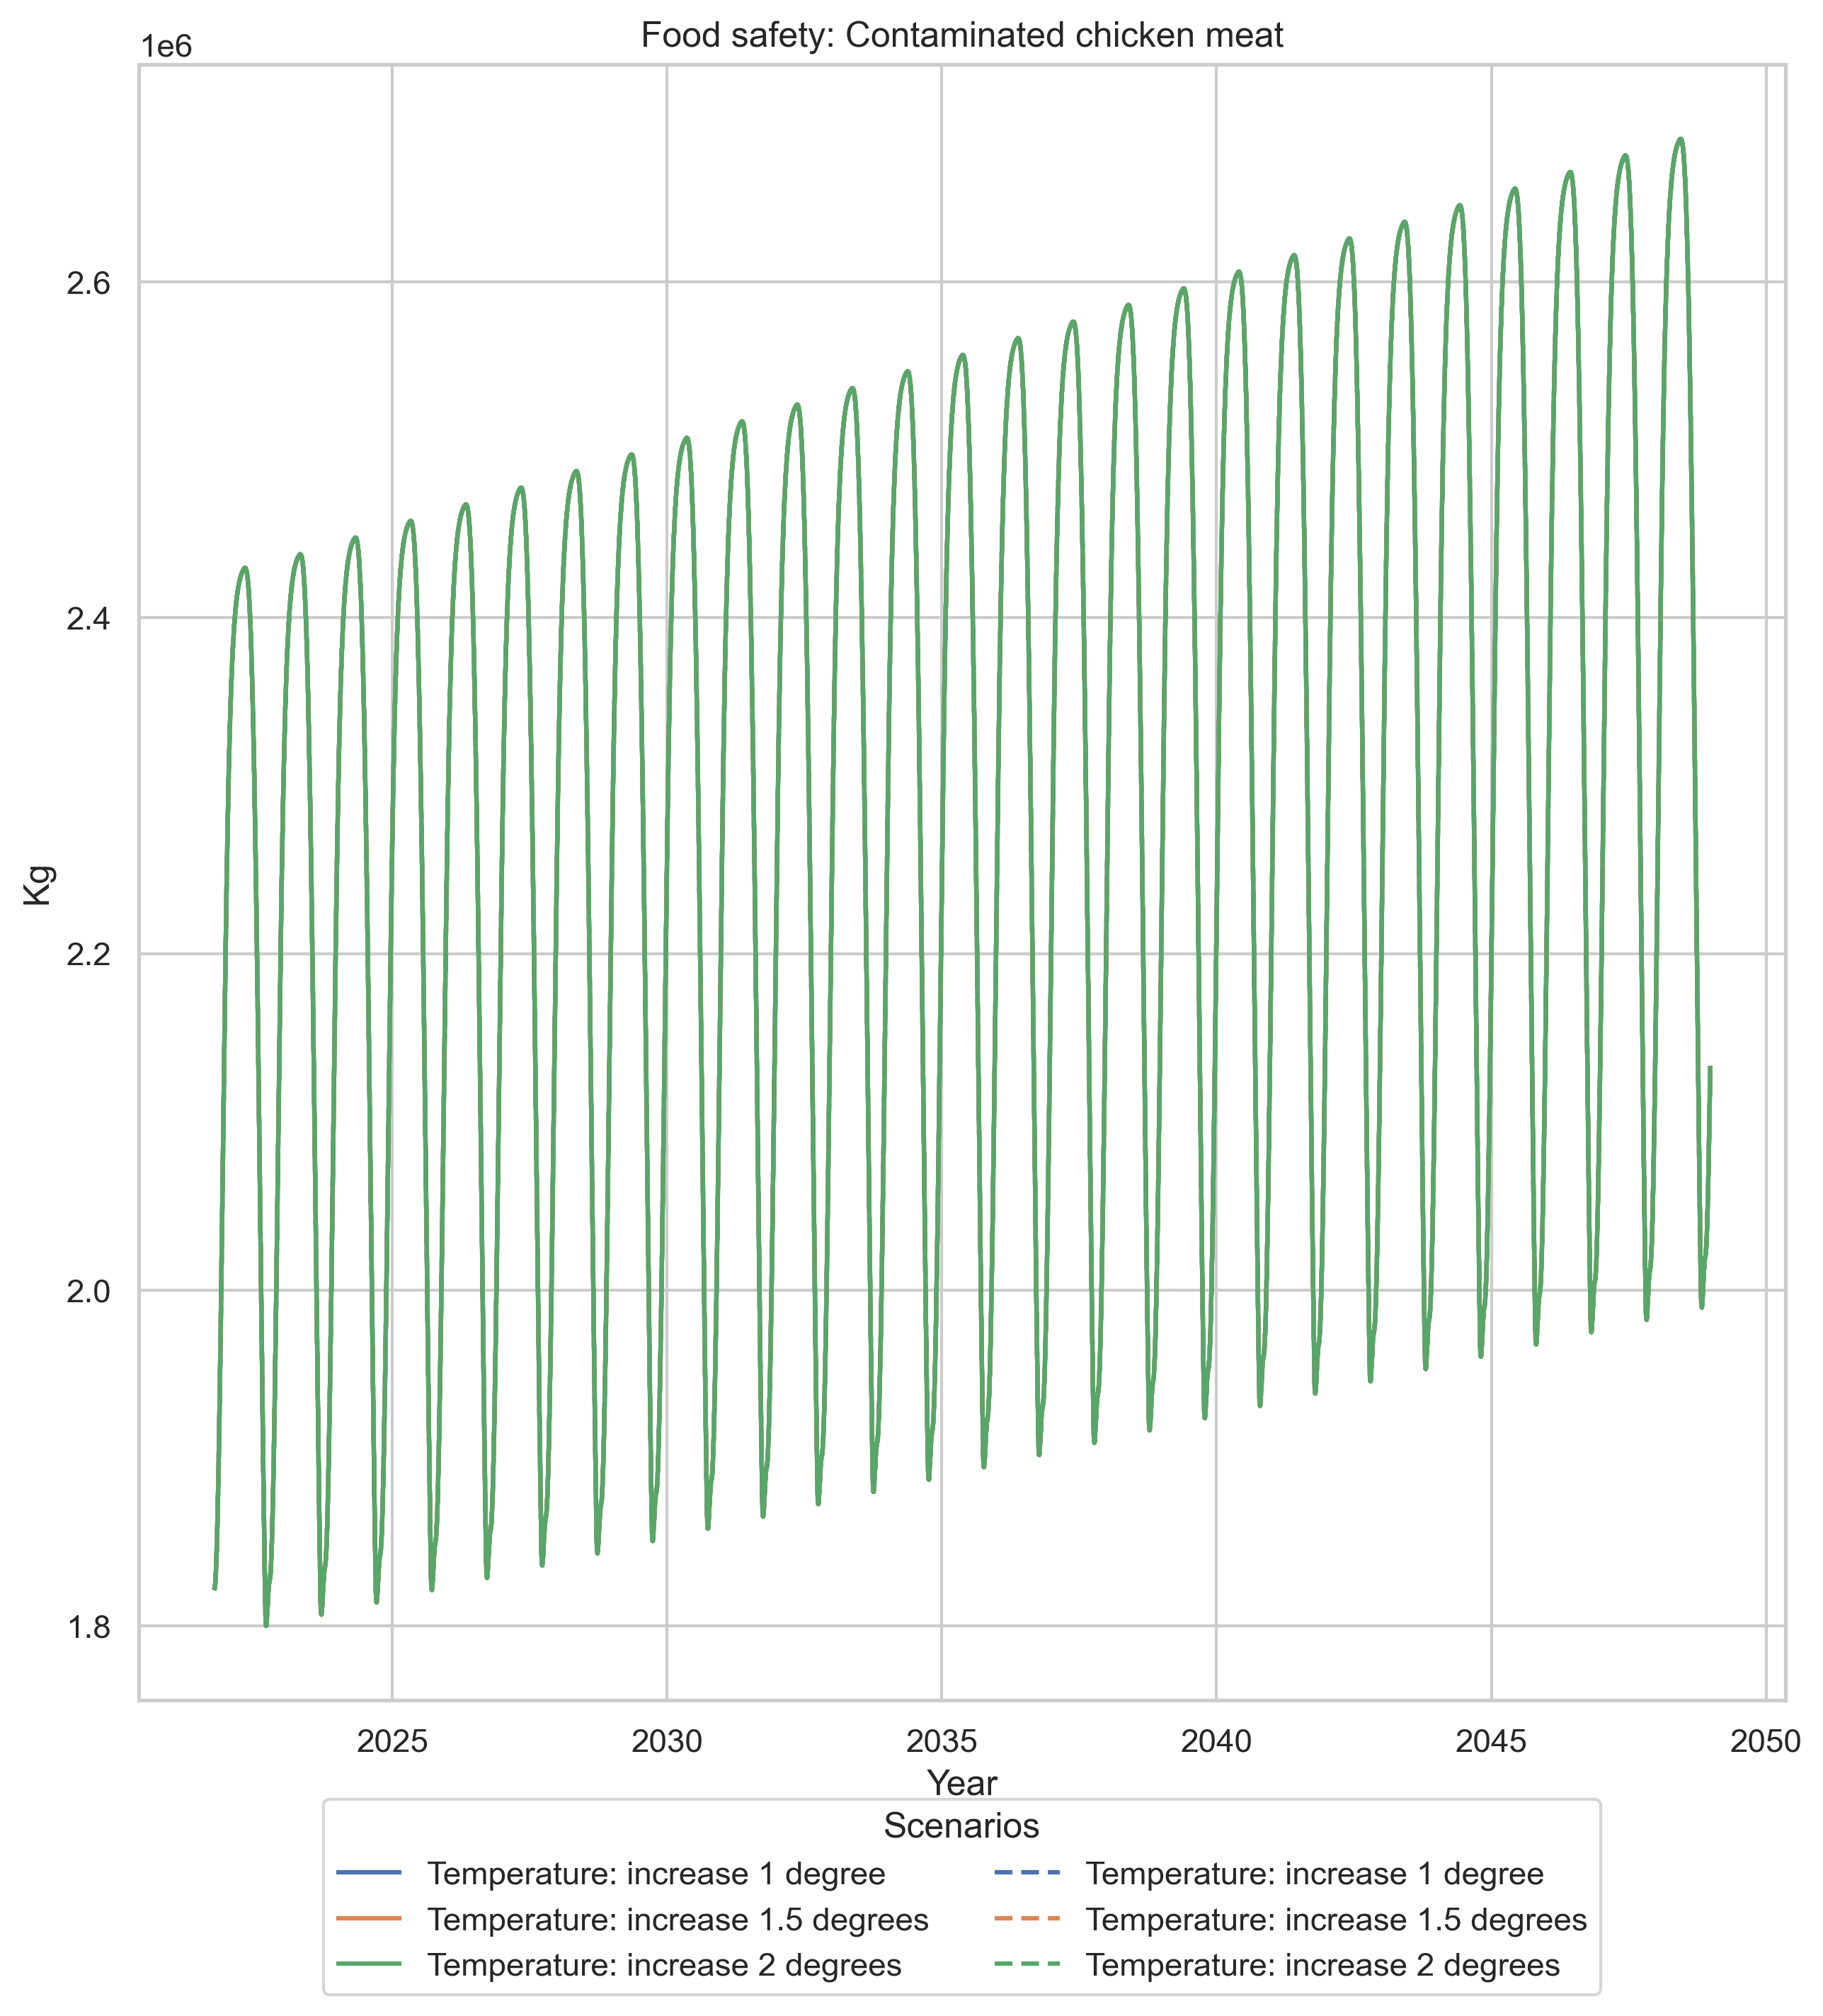 Food safety: Contaminated chicken meat
1e6
2.6
2.4
2.2
2.0
1.8
Kg
2025 2030 2035 2040 2045 2050
Year
Scenarios
Temperature: increase 1 degree Temperature: increase 1 degree
Temperature: increase 1.5 degrees Temperature: increase 1.5 degrees
Temperature: increase 2 degrees Temperature: increase 2 degrees